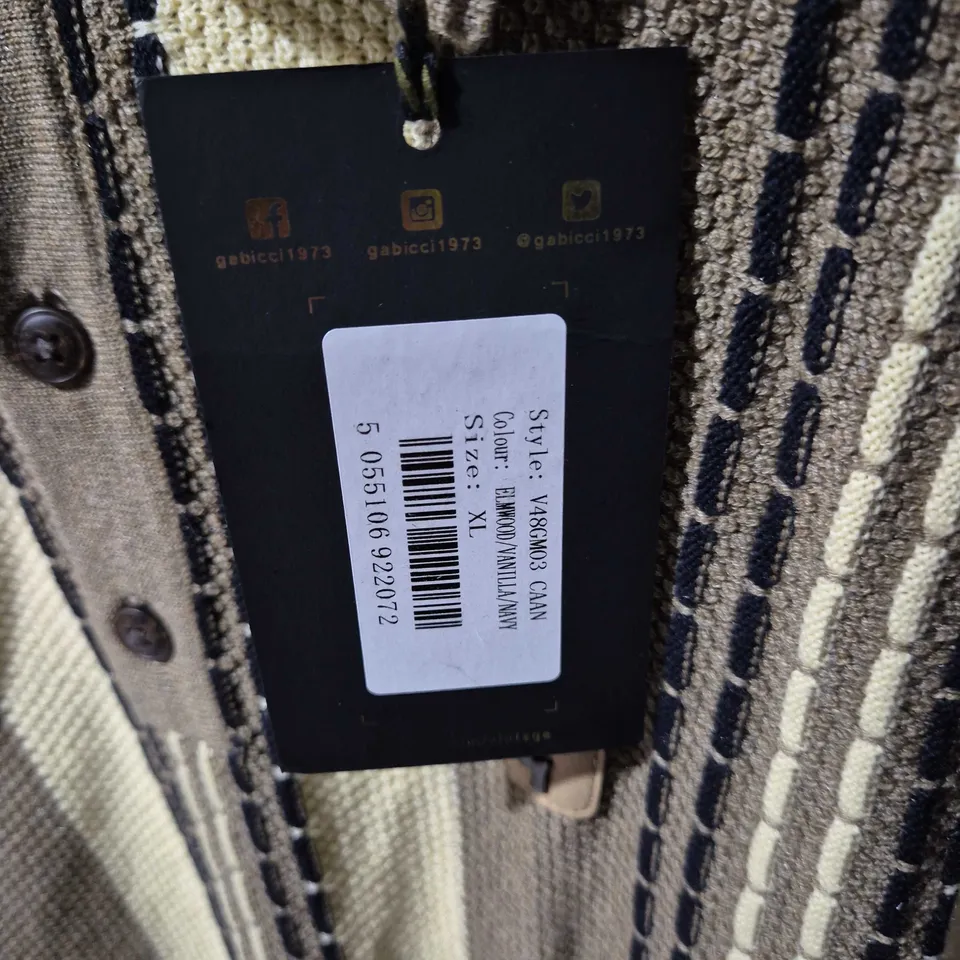 gabicci1973
gabicci1973
@gabicci1973
Style: V48GM03 CAAN
Colour: ELMWOOD/VANILLA/NAVY
Size: XL
5 055106 922072